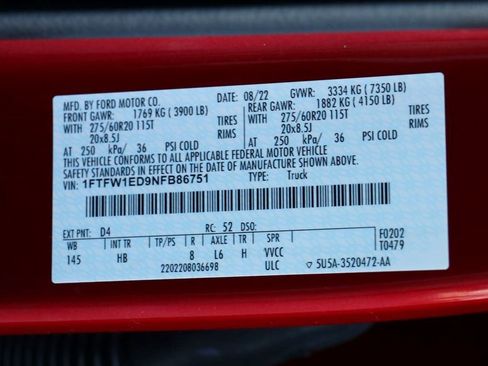 MFD. BY FORD MOTOR CO. DATE: 08/22 GVWR: 3334 KG ( 7350 LB)
FRONT GAWR: 1769 KG ( 3900 LB) REAR GAWR: 1882 KG ( 4150 LB)
WITH 275/60R20 115T TIRES WITH 275/60R20 115T TIRES
20x8.5J RIMS 20x8.5J RIMS
AT 250 kPa/ 36 PSI COLD AT 250 kPa/ 36 PSI COLD
THIS VEHICLE CONFORMS TO ALL APPLICABLE FEDERAL MOTOR VEHICLE
SAFETY STANDARDS IN EFFECT ON THE DATE OF MANUFACTURE SHOWN ABOVE.
VIN: 1FTFW1ED9NFB86751 TYPE: Truck
EXT PNT: D4 RC: 52 DSO: F0202
WB INT TR TP/PS R AXLE TR SPR T0479
145 HB 8 L6 H VVCC
2202208036698 ULC 5U5A-3520472-AA